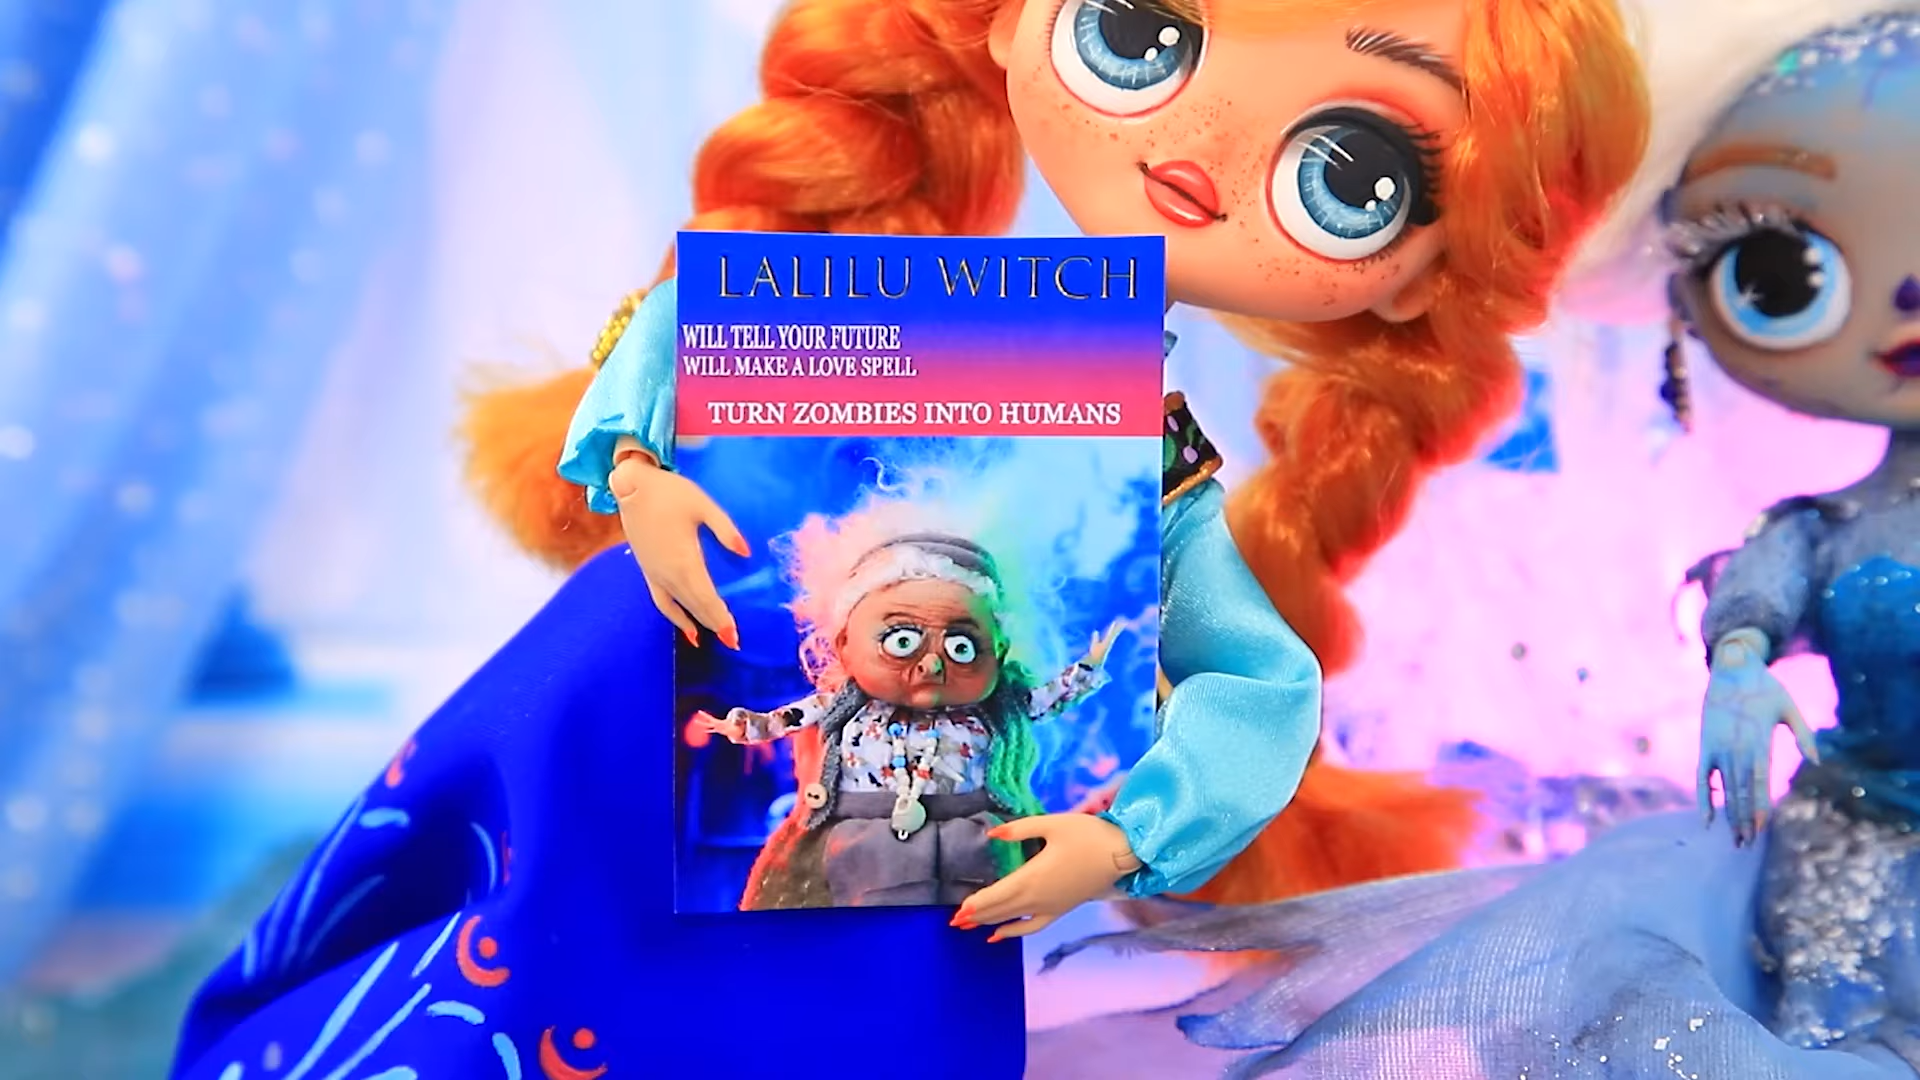 LALILU WITCH
WILL TELL YOUR FUTURE
WILL MAKE A LOVE SPELL
TURN ZOMBIES INTO HUMANS